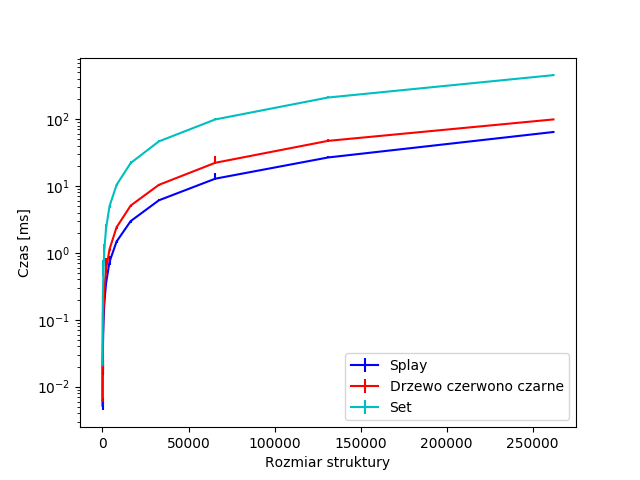 10²
10¹
10⁰
10⁻¹
10⁻²
Czas [ms]
Splay
Drzewo czerwono czarne
Set
0 50000 100000 150000 200000 250000
Rozmiar struktury